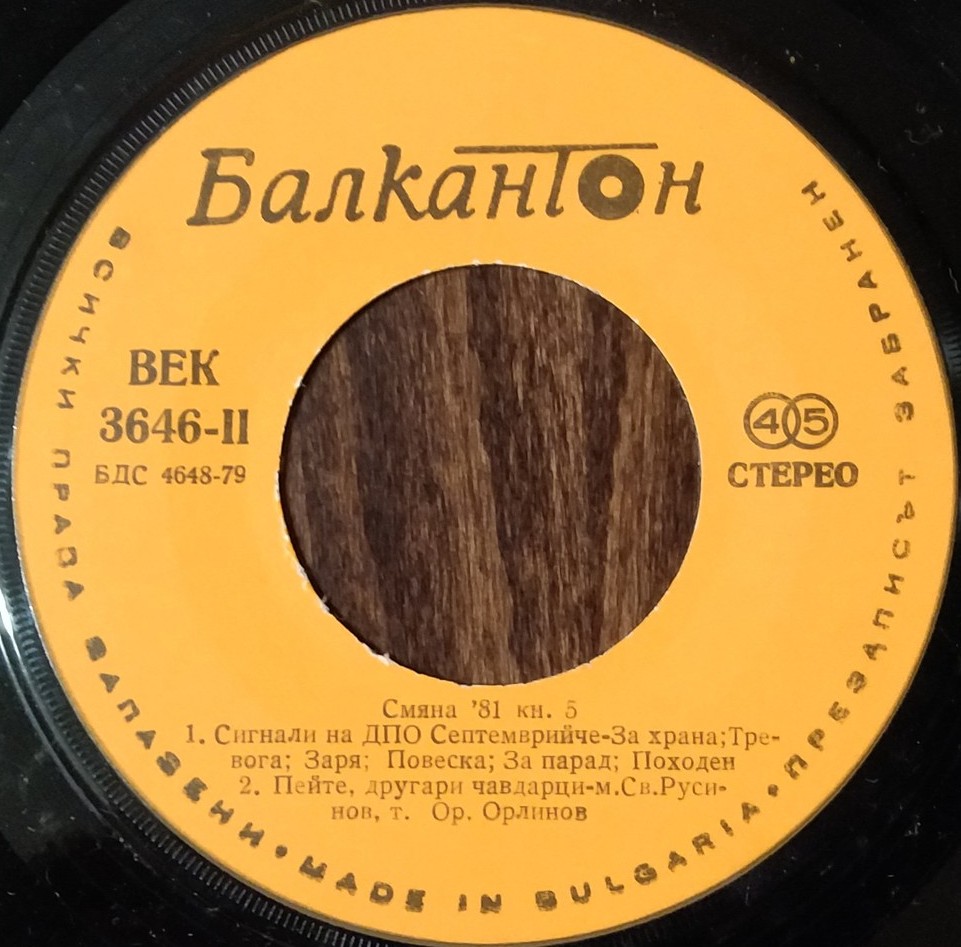 БалканТон
ВЕК
3646-II
БДС 4648-79
45
СТЕРЕО
Смяна '81 кн. 5
1. Сигнали на ДПО Септемврийче-За храна;Тре-
вога; Заря; Повеска; За парад; Походен
2. Пейте, другари чавдарци-м.Св.Руси-
нов, т. Ор. Орлинов
ВСИЧКИ ПРАВА ЗАПАЗЕНИ • MADE IN BULGARIA • ПРЕЗАПИСЪТ ЗАБРАНЕН